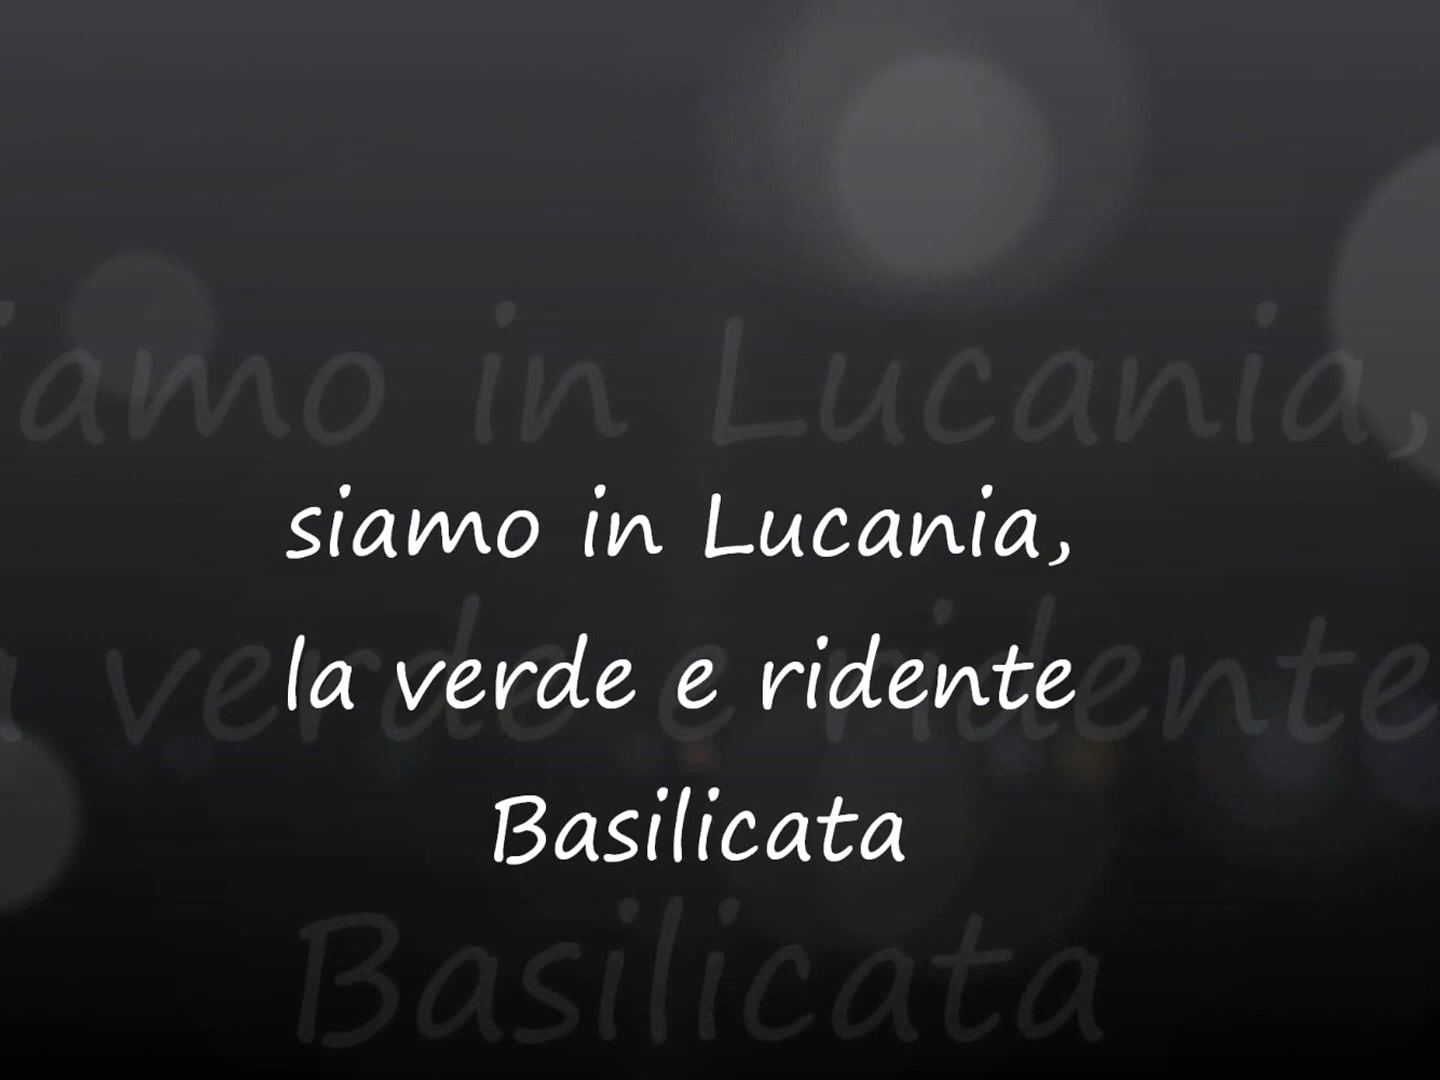 siamo in Lucania,
la verde e ridente
Basilicata